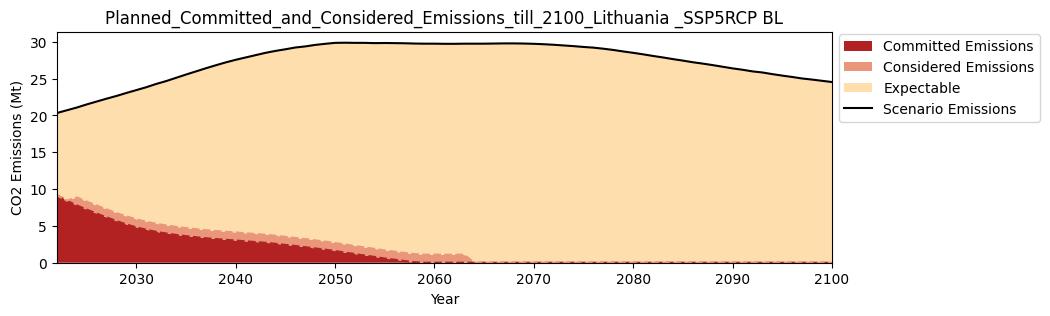 Planned_Committed_and_Considered_Emissions_till_2100_Lithuania _SSP5RCP BL
Committed Emissions
Considered Emissions
Expectable
Scenario Emissions
CO2 Emissions (Mt)
30
25
20
15
10
5
0
2030 2040 2050 2060 2070 2080 2090 2100
Year